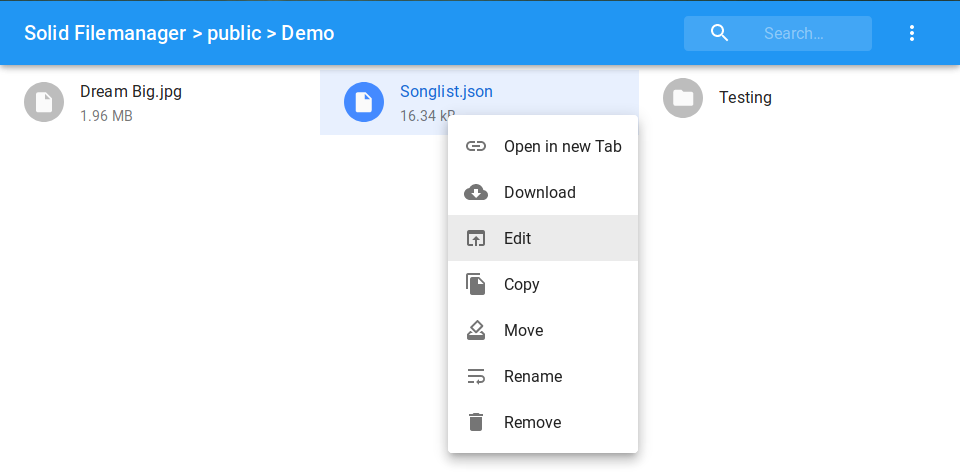 Solid Filemanager > public > Demo
Search...
Dream Big.jpg
1.96 MB
Songlist.json
16.34 kB
Testing
Open in new Tab
Download
Edit
Copy
Move
Rename
Remove